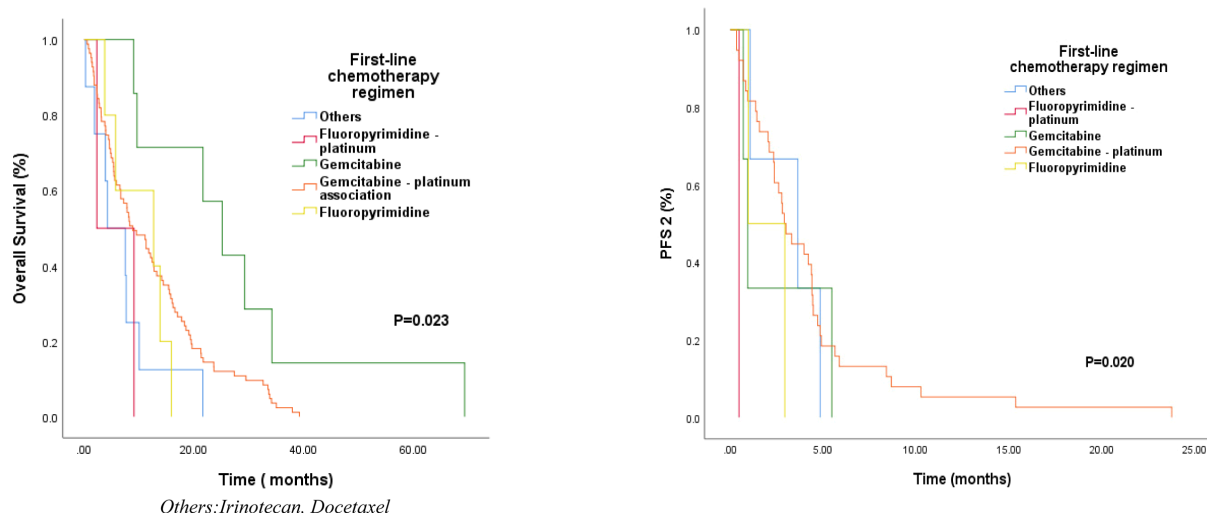 Overall Survival (%)
1.0
0.8
0.6
0.4
0.2
0.0
First-line
chemotherapy
regimen
Others
Fluoropyrimidine -
platinum
Gemcitabine
Gemcitabine - platinum
association
Fluoropyrimidine
P=0.023
.00
20.00
40.00
60.00
Time ( months)
Others:Irinotecan, Docetaxel
PFS 2 (%)
1.0
0.8
0.6
0.4
0.2
0.0
First-line
chemotherapy regimen
Others
Fluoropyrimidine -
platinum
Gemcitabine
Gemcitabine - platinum
Fluoropyrimidine
P=0.020
.00
5.00
10.00
15.00
20.00
25.00
Time (months)